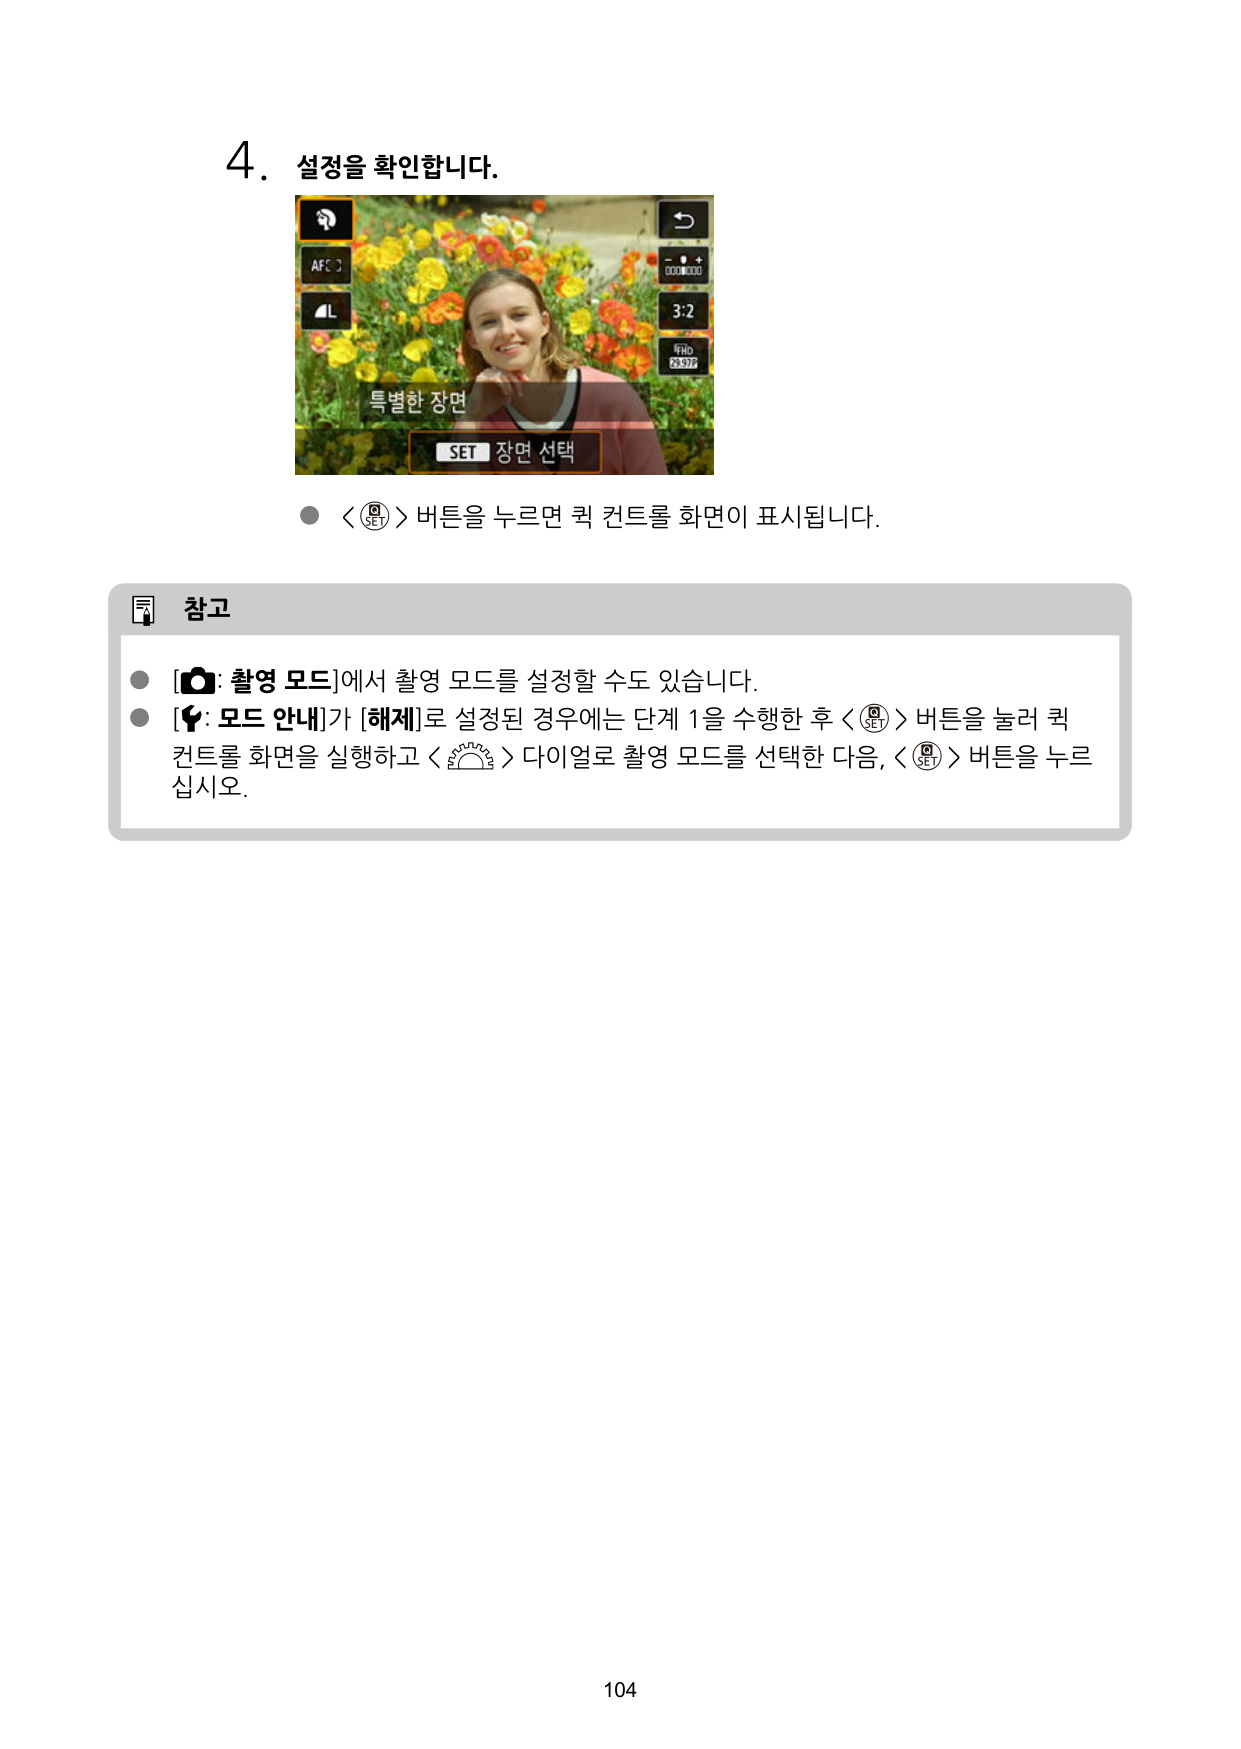 4. 설정을 확인합니다.
AF
L
3:2
FHD
29.97P
특별한 장면
SET 장면 선택
● < Q SET > 버튼을 누르면 퀵 컨트롤 화면이 표시됩니다.
참고
● [: 촬영 모드]에서 촬영 모드를 설정할 수도 있습니다.
● [: 모드 안내]가 [해제]로 설정된 경우에는 단계 1을 수행한 후 < Q SET > 버튼을 눌러 퀵
컨트롤 화면을 실행하고 < > 다이얼로 촬영 모드를 선택한 다음, < Q SET > 버튼을 누르
십시오.
104